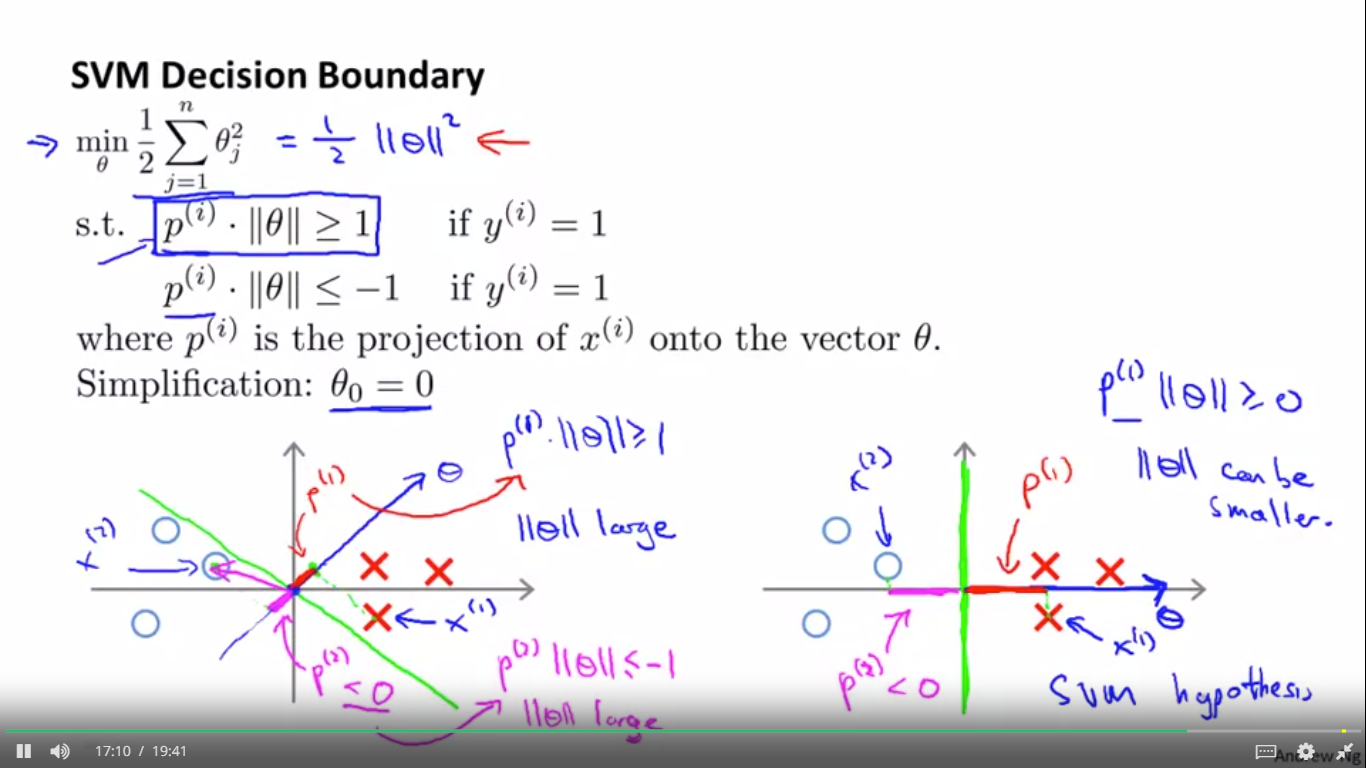 SVM Decision Boundary
min_θ 1/2 ∑_{j=1}^{n} θ_j^2 = 1/2 ||θ||^2
s.t. p^(i) · ‖θ‖ ≥ 1 if y^(i) = 1
p^(i) · ‖θ‖ ≤ −1 if y^(i) = 1
where p^(i) is the projection of x^(i) onto the vector θ.
Simplification: θ_0 = 0
p^(1) ||θ|| ≥ 0
||θ|| can be
smaller.
p^(1) · ||θ|| ≥ 1
||θ|| large
p^(1)
θ
x^(2)
x^(1)
p^(2) < 0
p^(2) ||θ|| ≤ -1
||θ|| large
x^(2)
p^(1)
θ
x^(1)
p^(2) < 0
SVM hypothesis
17:10 / 19:41
Andrew Ng